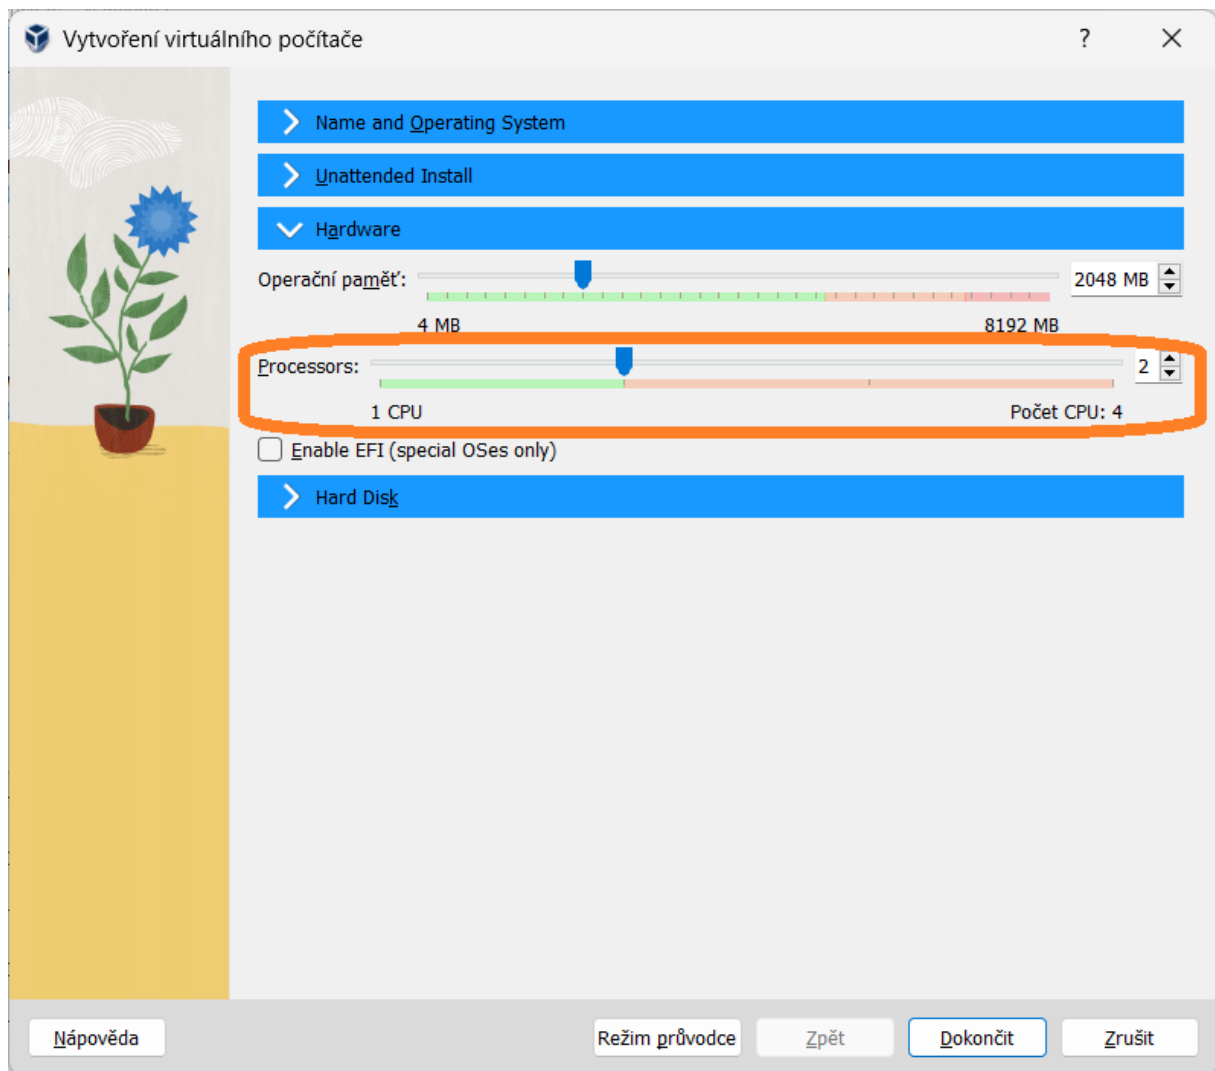 Vytvoření virtuálního počítače
?
Name and Operating System
Unattended Install
Hardware
Operační paměť:
2048 MB
4 MB
8192 MB
Processors:
2
1 CPU
Počet CPU: 4
Enable EFI (special OSes only)
Hard Disk
Nápověda
Režim průvodce
Zpět
Dokončit
Zrušit